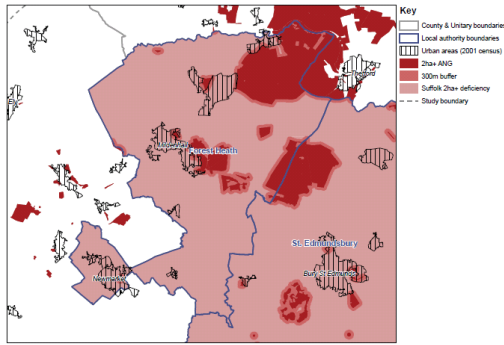 Key
County & Unitary boundaries
Local authority boundaries
Urban areas (2001 census)
2ha+ ANG
300m buffer
Suffolk 2ha+ deficiency
Study boundary
Thetford
Forest Heath
St. Edmundsbury
Bury St Edmunds
Newmarket